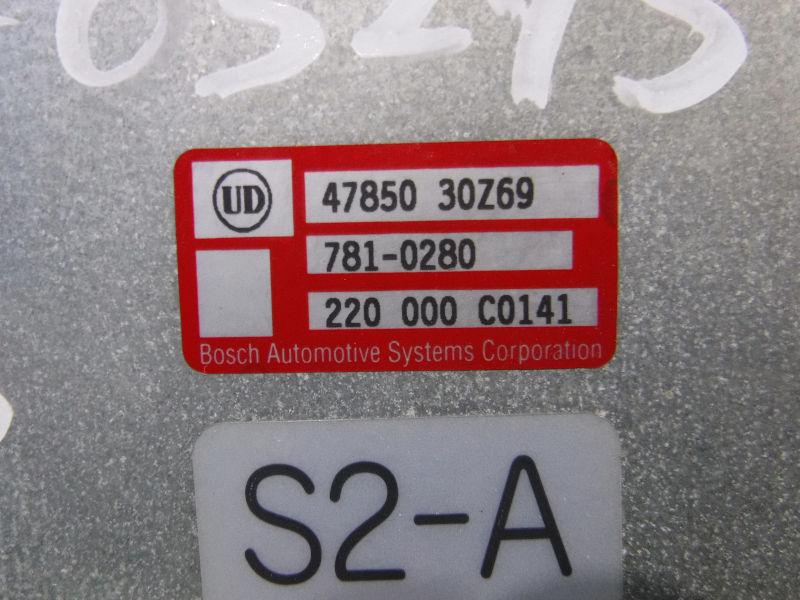 UD
47850 30Z69
781-0280
220 000 C0141
Bosch Automotive Systems Corporation
S2-A